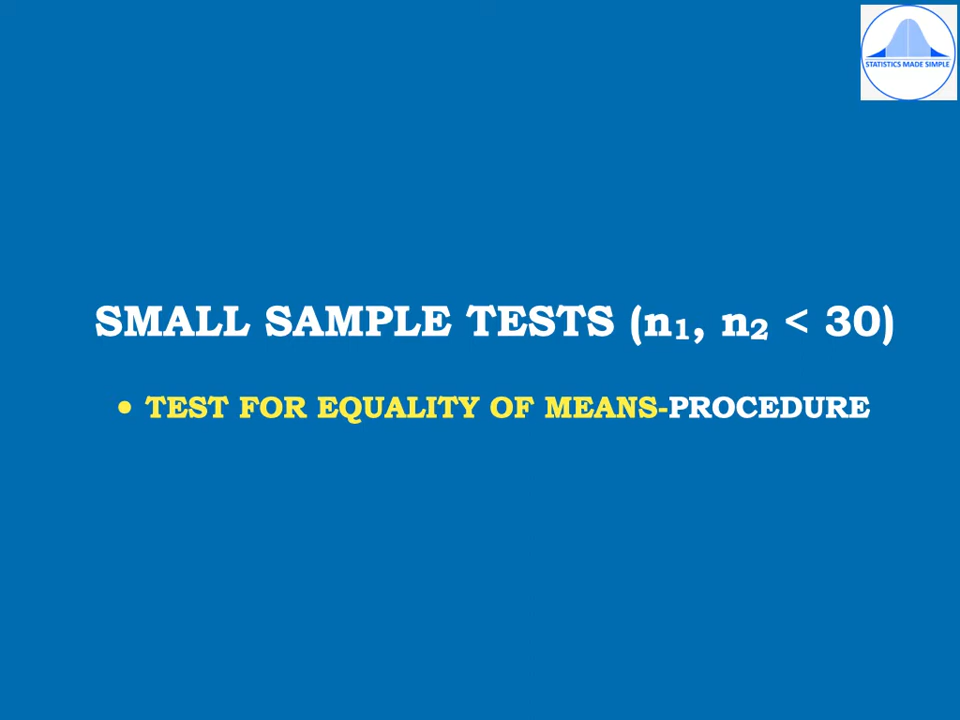 STATISTICS MADE SIMPLE
SMALL SAMPLE TESTS (n₁, n₂ < 30)
• TEST FOR EQUALITY OF MEANS-PROCEDURE